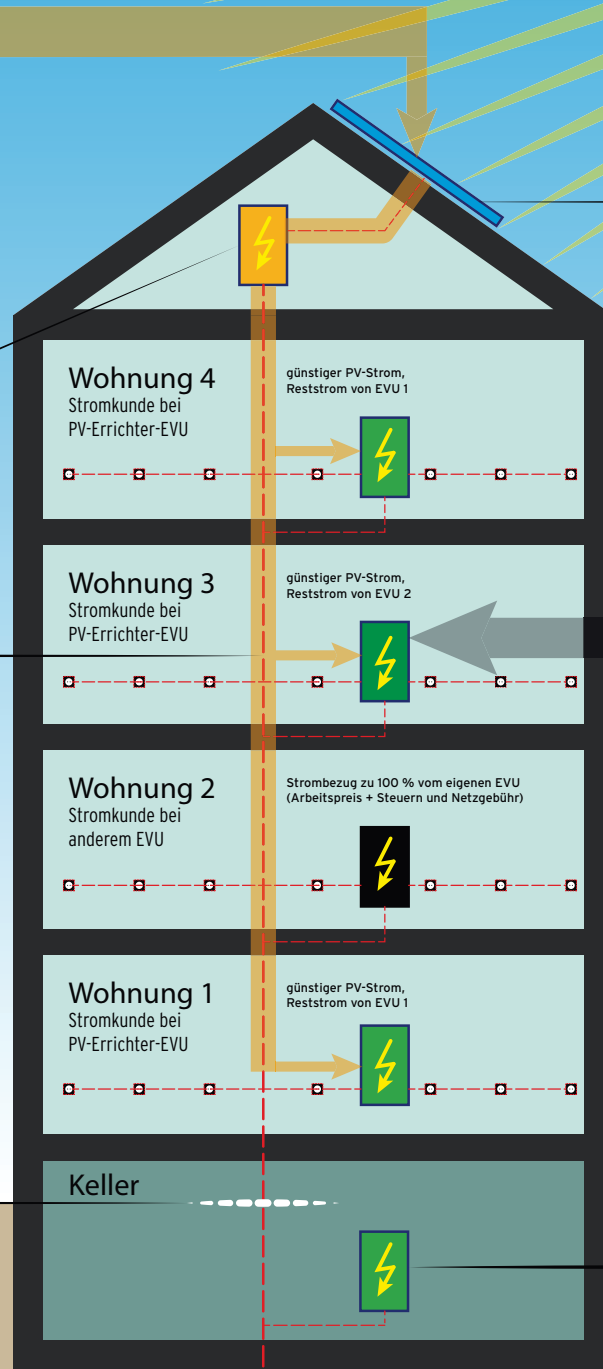 Wohnung 4
Stromkunde bei
PV-Errichter-EVU
günstiger PV-Strom,
Reststrom von EVU 1
Wohnung 3
Stromkunde bei
PV-Errichter-EVU
günstiger PV-Strom,
Reststrom von EVU 2
Wohnung 2
Stromkunde bei
anderem EVU
Strombezug zu 100 % vom eigenen EVU
(Arbeitspreis + Steuern und Netzgebühr)
Wohnung 1
Stromkunde bei
PV-Errichter-EVU
günstiger PV-Strom,
Reststrom von EVU 1
Keller